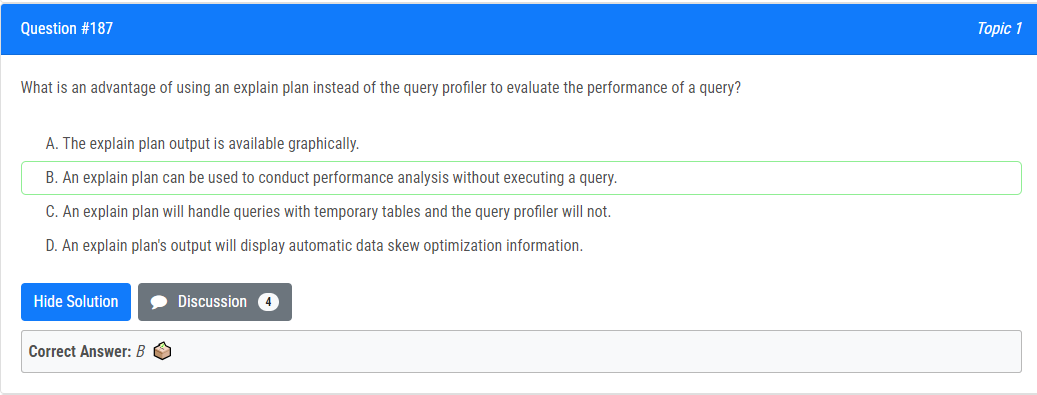 Question #187 Topic 1
What is an advantage of using an explain plan instead of the query profiler to evaluate the performance of a query?
A. The explain plan output is available graphically.
B. An explain plan can be used to conduct performance analysis without executing a query.
C. An explain plan will handle queries with temporary tables and the query profiler will not.
D. An explain plan's output will display automatic data skew optimization information.
Hide Solution Discussion 4
Correct Answer: B